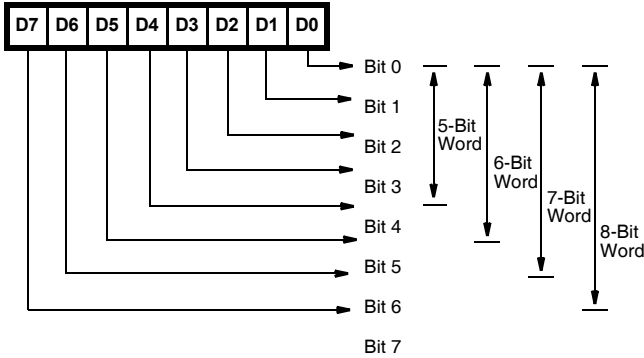 D7 D6 D5 D4 D3 D2 D1 D0
Bit 0
Bit 1
Bit 2
Bit 3
Bit 4
Bit 5
Bit 6
Bit 7
5-Bit
Word
6-Bit
Word
7-Bit
Word
8-Bit
Word